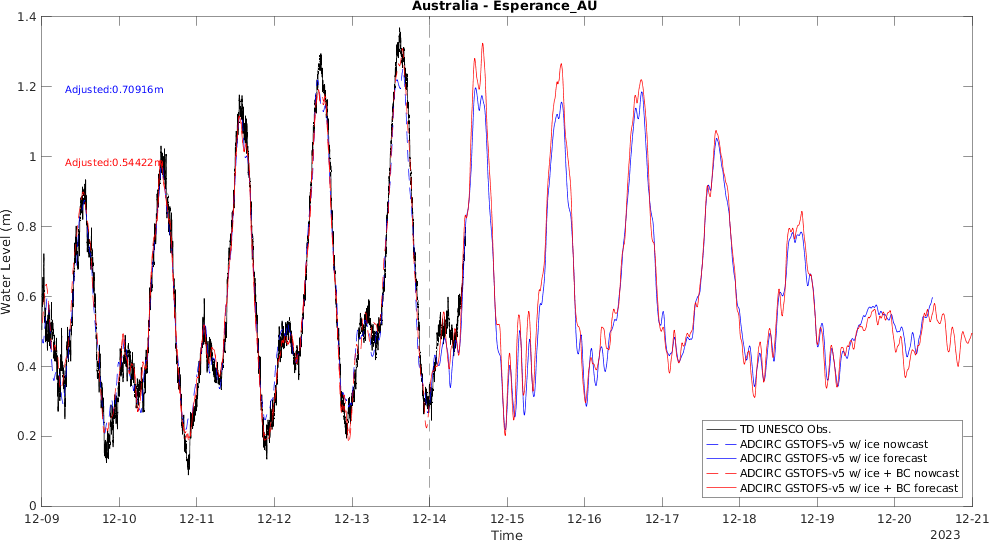 Australia - Esperance_AU
1.4
1.2
1
0.8
0.6
0.4
0.2
0
Water Level (m)
Adjusted:0.70916m
Adjusted:0.54422m
TD UNESCO Obs.
ADCIRC GSTOFS-v5 w/ ice nowcast
ADCIRC GSTOFS-v5 w/ ice forecast
ADCIRC GSTOFS-v5 w/ ice + BC nowcast
ADCIRC GSTOFS-v5 w/ ice + BC forecast
12-09 12-10 12-11 12-12 12-13 12-14 12-15 12-16 12-17 12-18 12-19 12-20 12-21
Time
2023